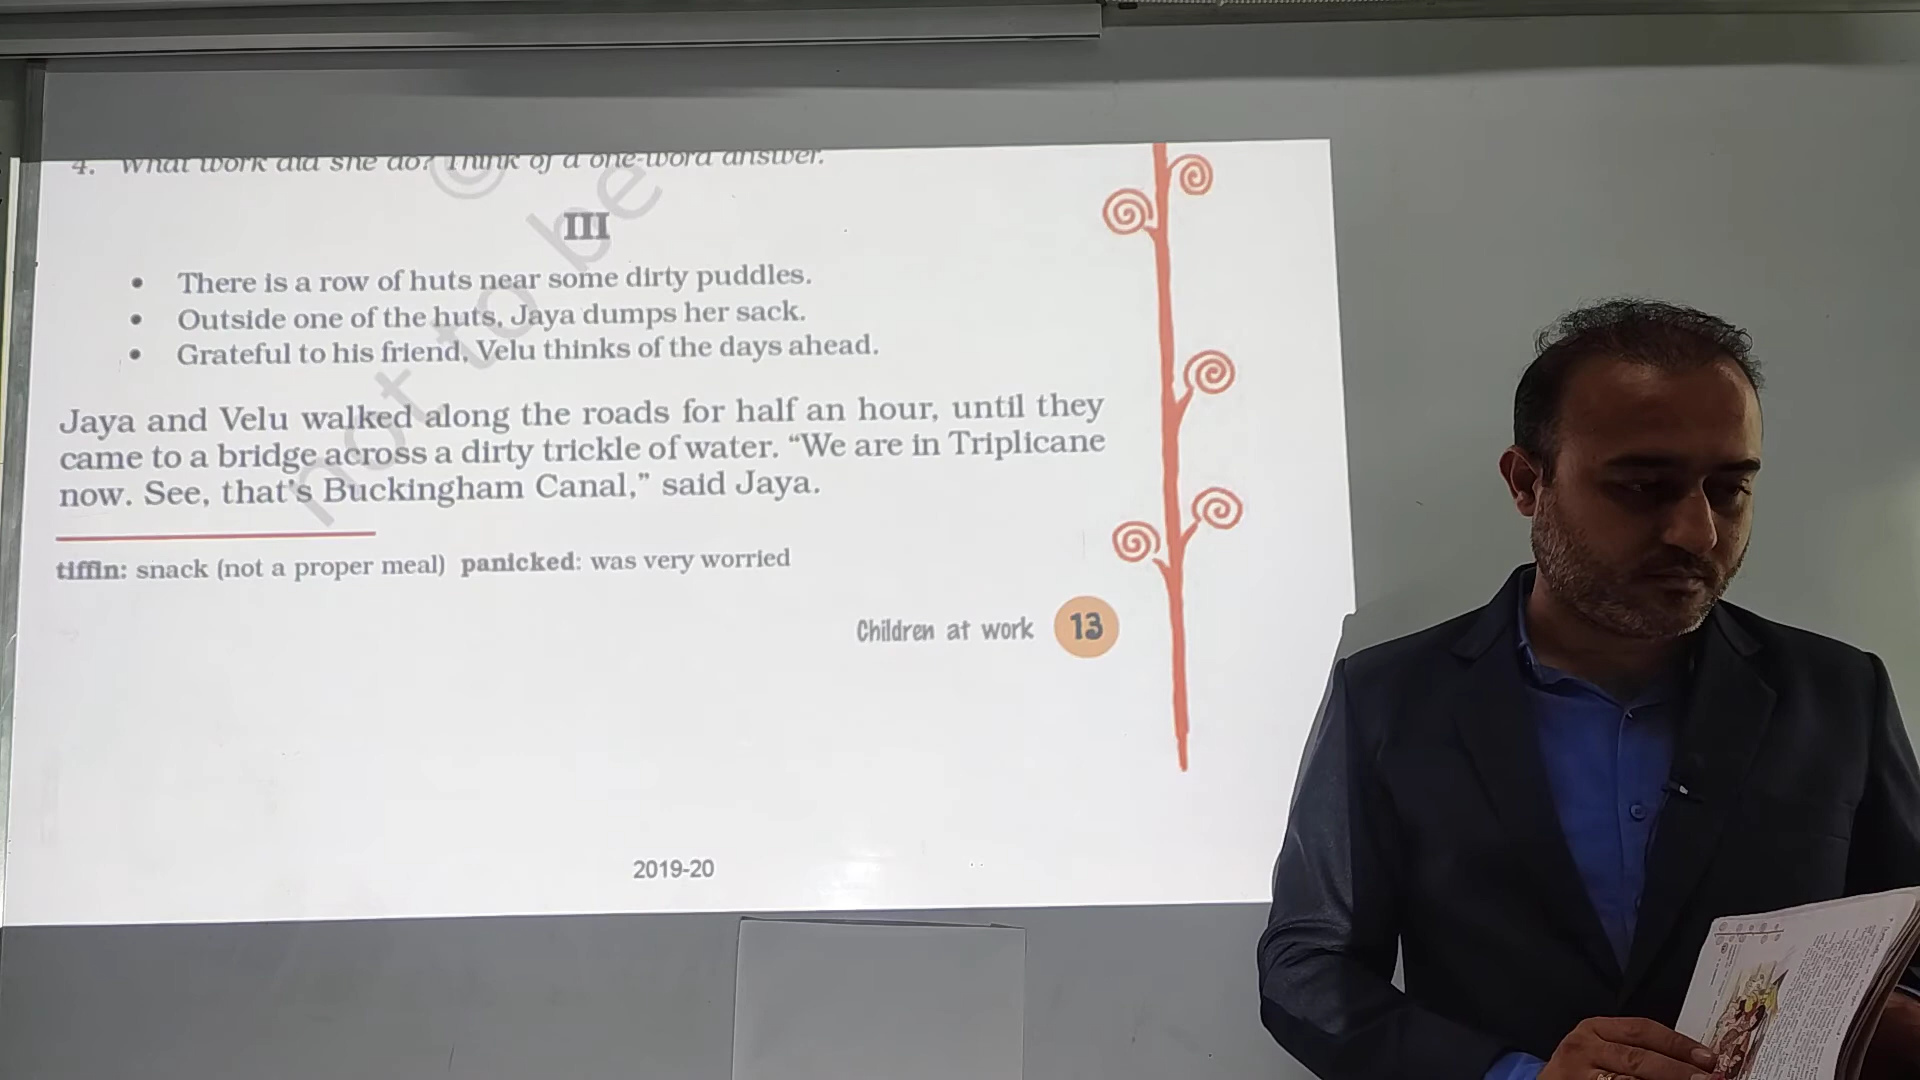 4. What work did she do? Think of a one-word answer.
III
• There is a row of huts near some dirty puddles.
• Outside one of the huts, Jaya dumps her sack.
• Grateful to his friend, Velu thinks of the days ahead.
Jaya and Velu walked along the roads for half an hour, until they
came to a bridge across a dirty trickle of water. “We are in Triplicane
now. See, that’s Buckingham Canal,” said Jaya.
tiffin: snack (not a proper meal) panicked: was very worried
Children at work 13
2019-20
© not to be